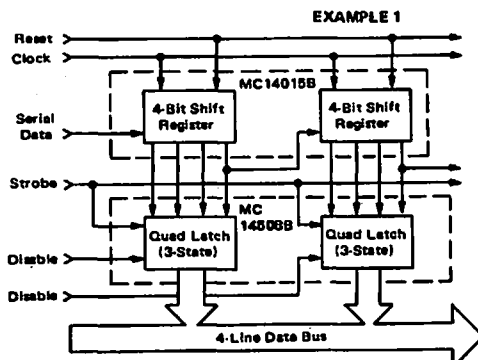 EXAMPLE 1
Reset
Clock
MC14015B
4-Bit Shift
Register
4-Bit Shift
Register
Serial
Data
Strobe
MC
14508B
Quad Latch
(3-State)
Quad Latch
(3-State)
Disable
Disable
4-Line Data Bus